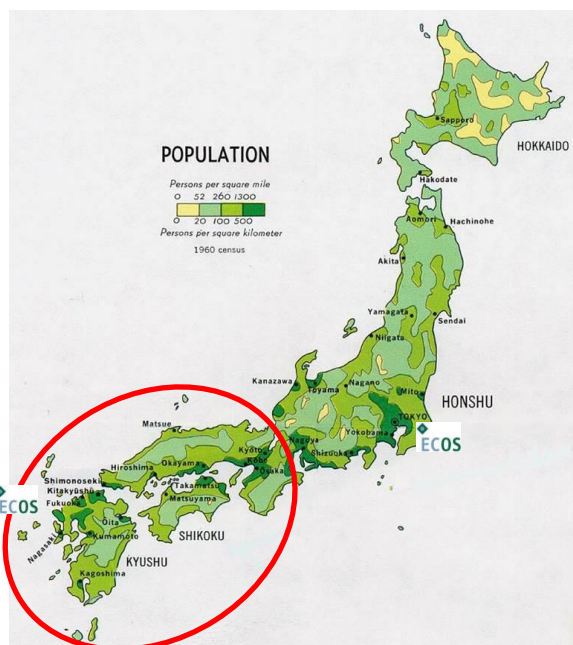 POPULATION
Persons per square mile
0 52 260 1300
0 20 100 500
Persons per square kilometer
1960 census
HOKKAIDO
Sapporo
Hakodate
Aomori
Hachinohe
Akita
Yamagata
Sendai
Niigata
Kanazawa
Toyama
Nagano
Mito
HONSHU
TOKYO
Yokohama
ECOS
Nagoya
Shizuoka
Matsue
Kyōto
Kobe
Osaka
Okayama
Hiroshima
Takamatsu
Matsuyama
SHIKOKU
Shimonoseki
Kitakyūshū
Fukuoka
ECOS
Oita
Kumamoto
Nagasaki
KYUSHU
Kagoshima